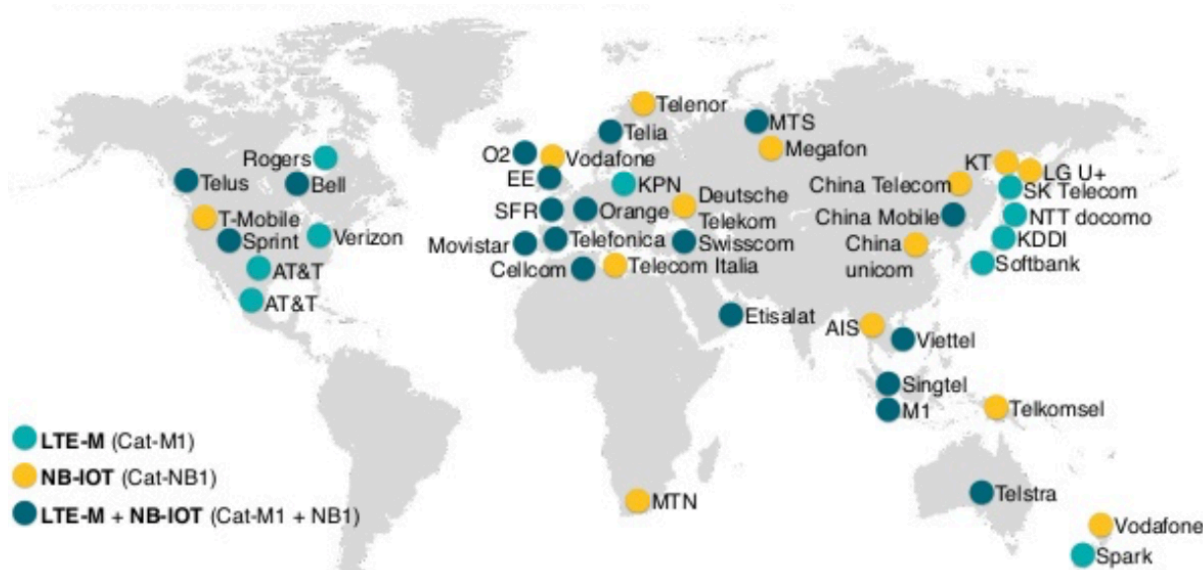 Telenor
Telia
MTS
O2
Vodafone
Megafon
Rogers
EE
KPN
KT
LG U+
Telus
Bell
China Telecom
SK Telecom
SFR
Orange
Deutsche
Telekom
China Mobile
NTT docomo
T-Mobile
Sprint
Verizon
Movistar
Telefonica
Swisscom
China
unicom
KDDI
Cellcom
Telecom Italia
Softbank
AT&T
AT&T
Etisalat
AIS
Viettel
Singtel
M1
Telkomsel
LTE-M (Cat-M1)
NB-IOT (Cat-NB1)
LTE-M + NB-IOT (Cat-M1 + NB1)
MTN
Telstra
Vodafone
Spark